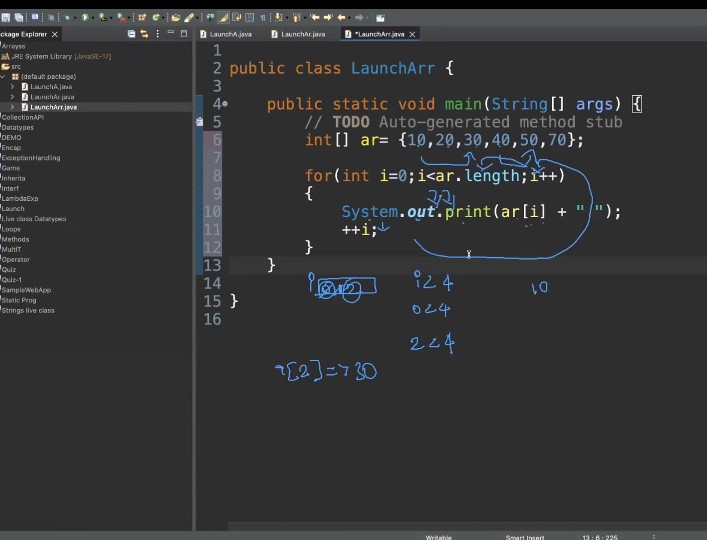 ckage Explorer
LaunchA.java
LaunchAr.java
*LaunchArr.java
Arrayss
JRE System Library [JavaSE-17]
src
(default package)
LaunchA.java
LaunchAr.java
LaunchArr.java
CollectionAPI
Datatypes
DEMO
Encap
ExceptionHandling
Game
Inherita
Interf
LambdaExp
Launch
Live class Datatypes
Loops
Methods
MultiT
Operator
Quiz
Quiz-1
SampleWebApp
Static Prog
Strings live class
1
2 public class LaunchArr {
3
4 public static void main(String[] args) {
5 // TODO Auto-generated method stub
6 int[] ar= {10,20,30,40,50,70};
7
8 for(int i=0;i<ar.length;i++)
9 {
10 System.out.print(ar[i] + " ");
11 ++i;
12 }
13 }
14
15 }
16
i
i<4
10
0<4
2<4
[2]=>30
Writable
Smart Insert
13 : 6 : 225